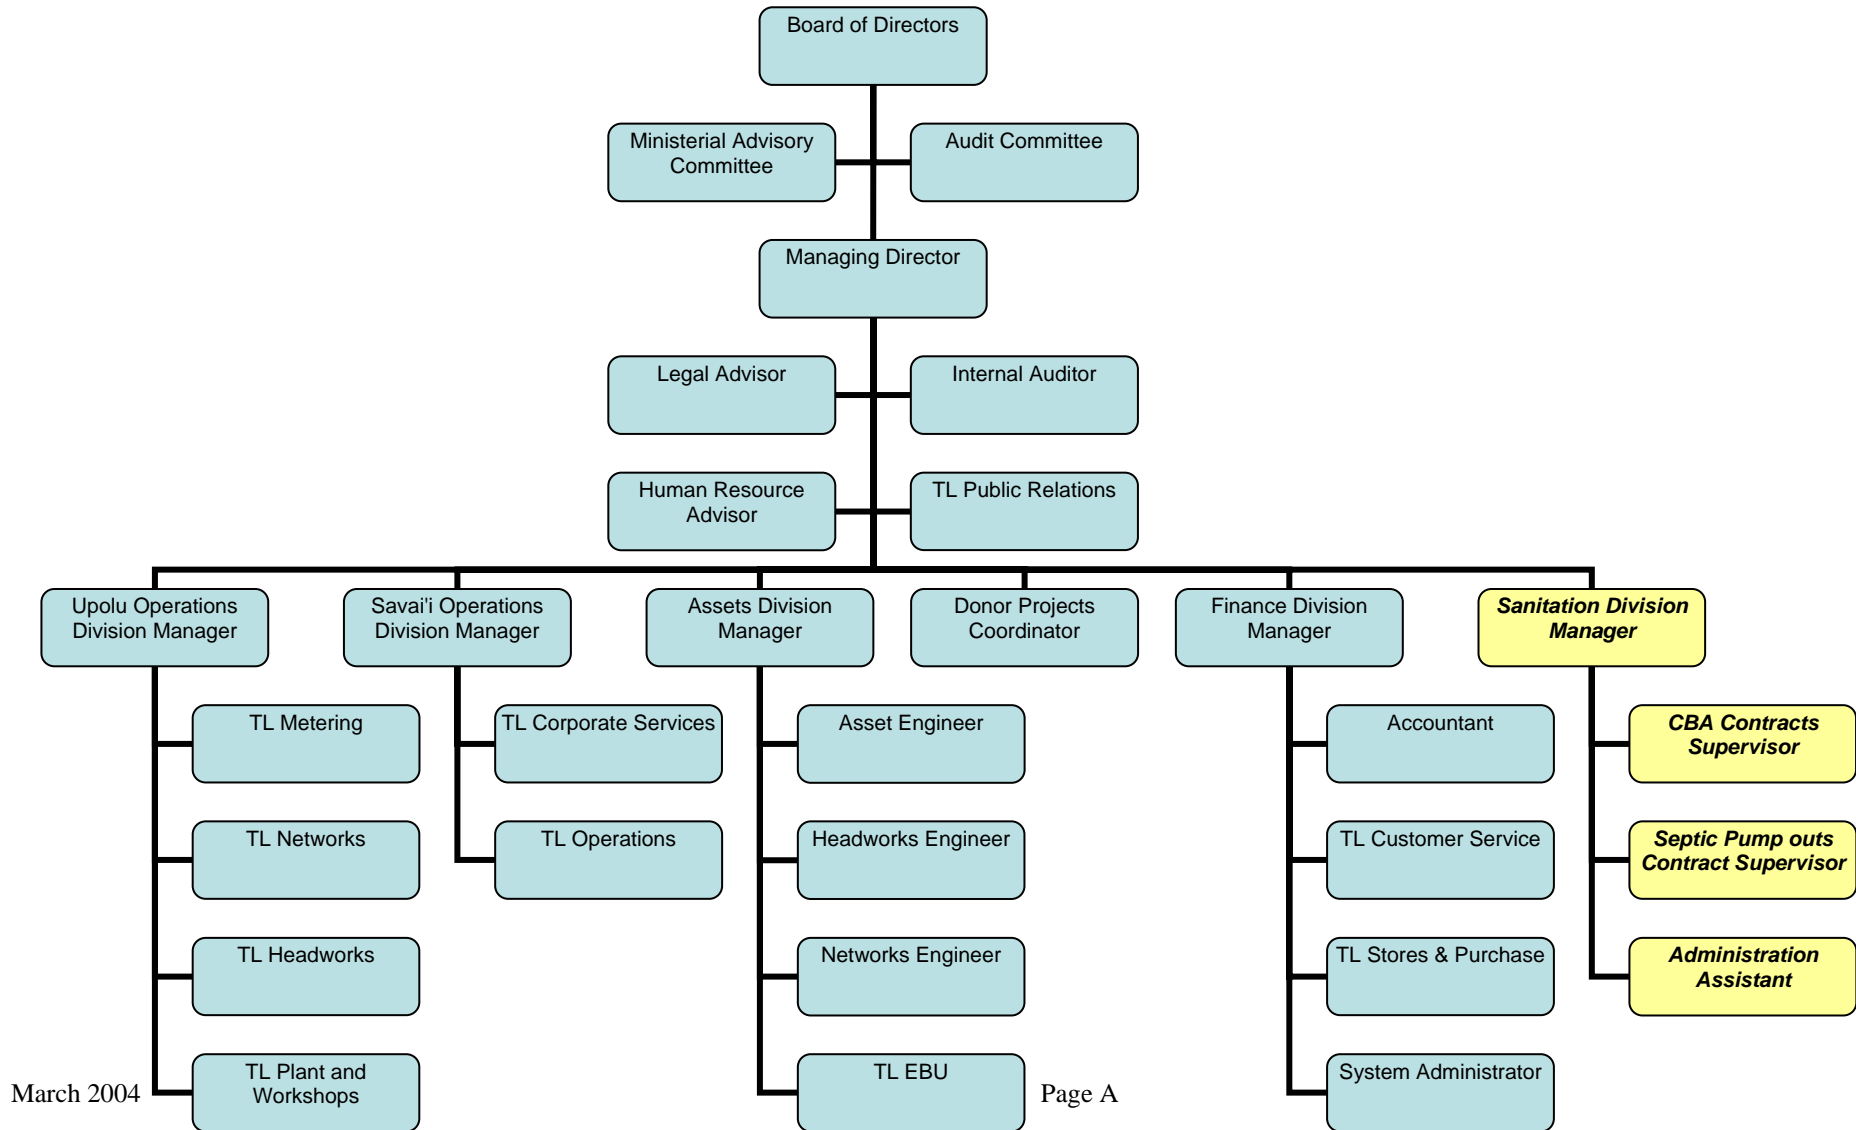 Board of Directors
Ministerial Advisory
Committee
Audit Committee
Managing Director
Legal Advisor
Internal Auditor
Human Resource
Advisor
TL Public Relations
Upolu Operations
Division Manager
Savai'i Operations
Division Manager
Assets Division
Manager
Donor Projects
Coordinator
Finance Division
Manager
Sanitation Division
Manager
TL Metering
TL Corporate Services
Asset Engineer
Accountant
CBA Contracts
Supervisor
TL Networks
TL Operations
Headworks Engineer
TL Customer Service
Septic Pump outs
Contract Supervisor
TL Headworks
Networks Engineer
TL Stores & Purchase
Administration
Assistant
TL Plant and
Workshops
TL EBU
System Administrator
March 2004
Page A